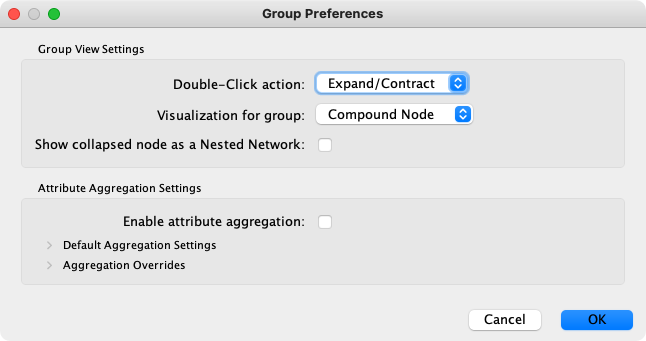 Group Preferences
Group View Settings
Double-Click action: Expand/Contract
Visualization for group: Compound Node
Show collapsed node as a Nested Network:
Attribute Aggregation Settings
Enable attribute aggregation:
Default Aggregation Settings
Aggregation Overrides
Cancel OK